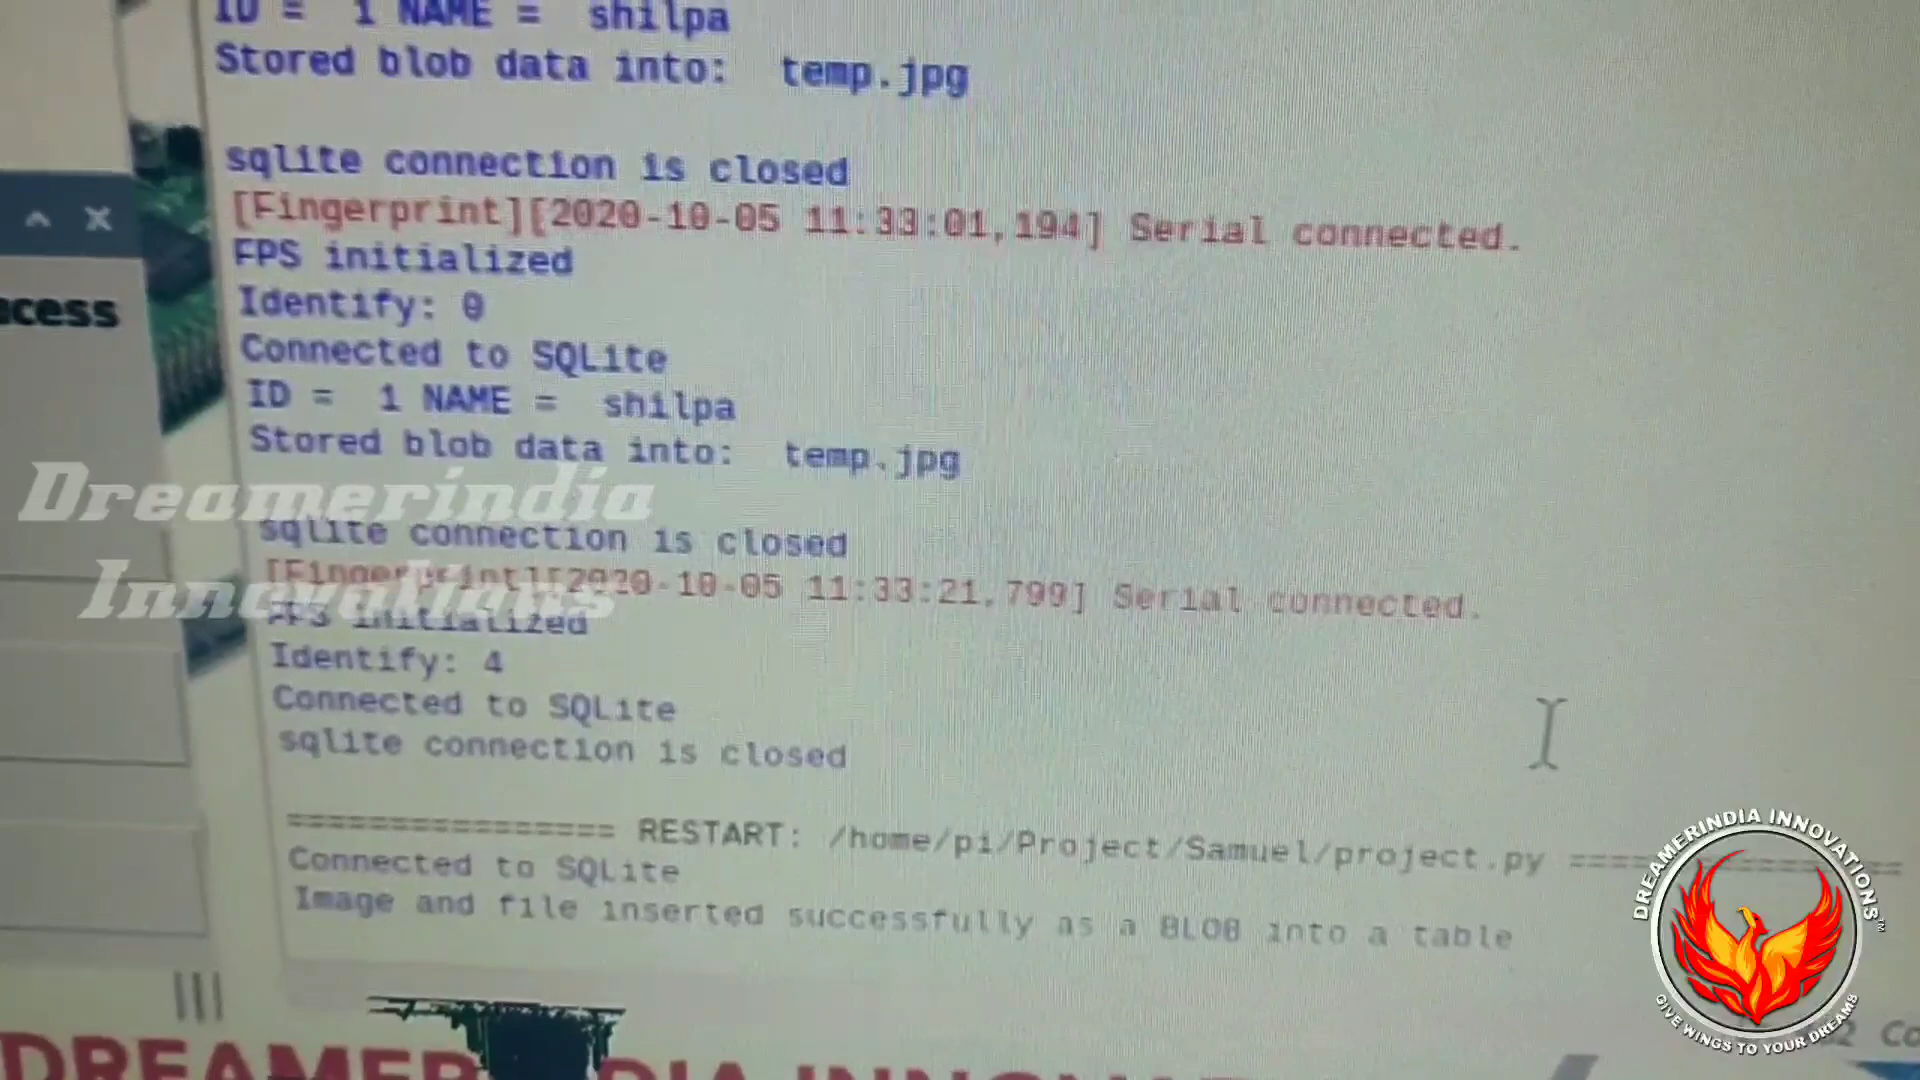 ID =  1 NAME =  shilpa
Stored blob data into:  temp.jpg
sqlite connection is closed
[Fingerprint][2020-10-05 11:33:01,194] Serial connected.
FPS initialized
Identify: 0
Connected to SQLite
ID =  1 NAME =  shilpa
Stored blob data into:  temp.jpg
sqlite connection is closed
[Fingerprint][2020-10-05 11:33:21,799] Serial connected.
FPS initialized
Identify: 4
Connected to SQLite
sqlite connection is closed
================ RESTART: /home/pi/Project/Samuel/project.py ================
Connected to SQLite
Image and file inserted successfully as a BLOB into a table
Dreamerindia
Innovations
DREAMERINDIA INNOVATIONS™
GIVE WINGS TO YOUR DREAMS